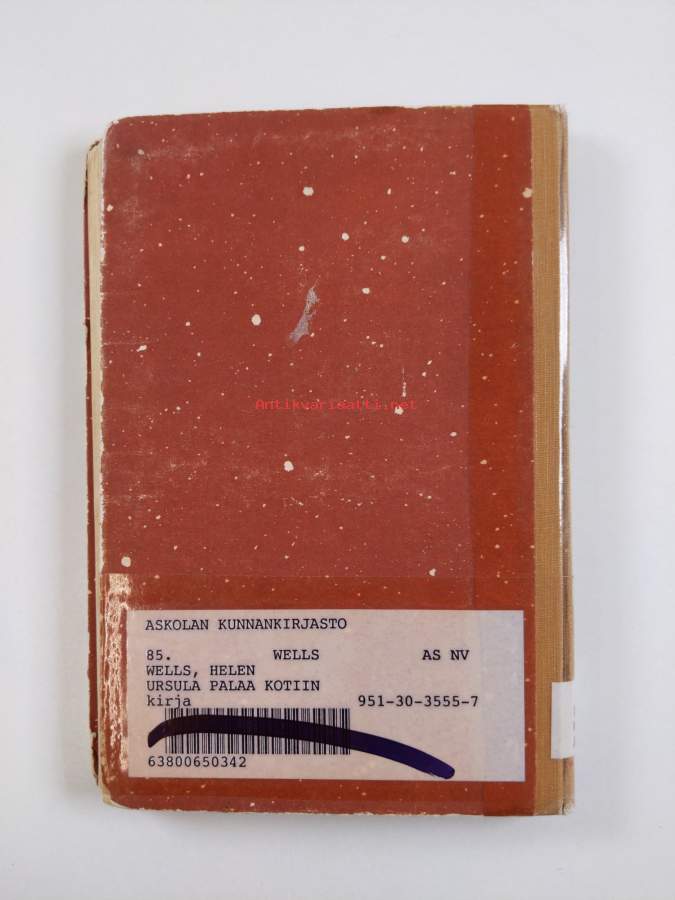 Antikvariaatti.net
ASKOLAN KUNNANKIRJASTO
85. WELLS AS NV
WELLS, HELEN
URSULA PALAA KOTIIN
kirja 951-30-3555-7
63800650342